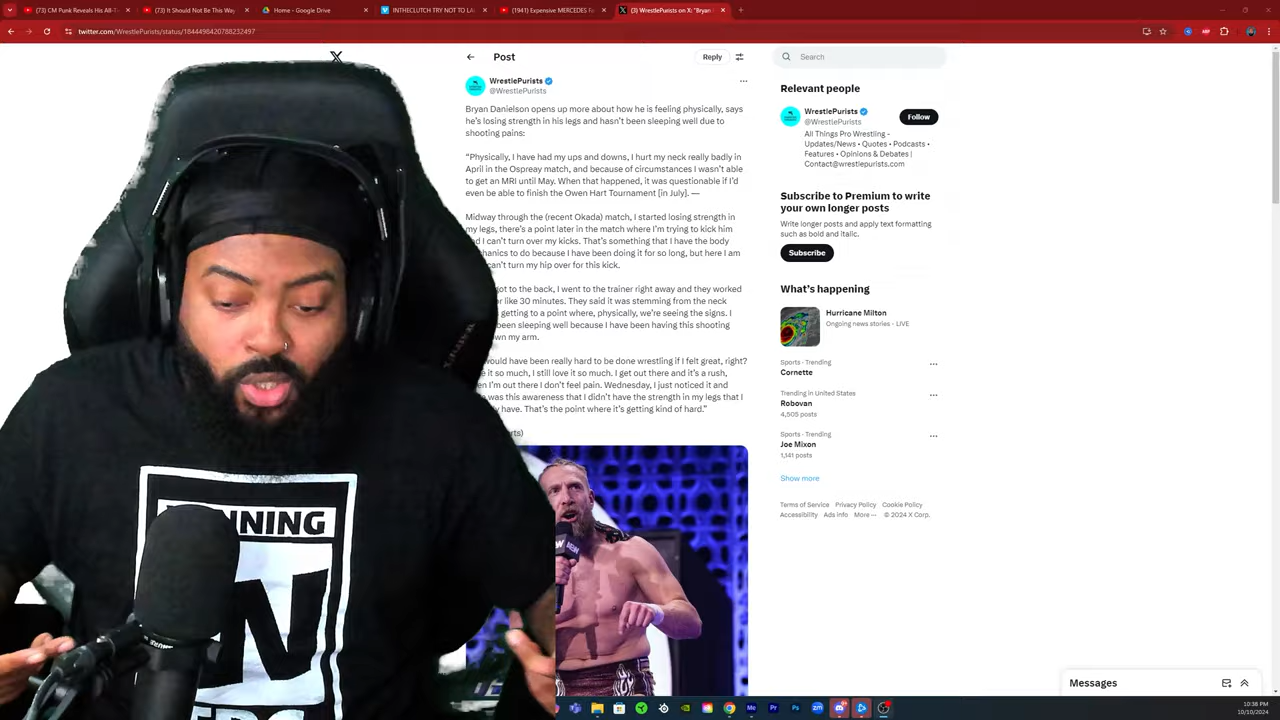 (73) CM Punk Reveals His All-T
(73) It Should Not Be This Wa
Home - Google Drive
INTHECLUTCH TRY NOT TO LA
(1941) Expensive MERCEDES F
(3) WrestlePurists on X: "Bryan
twitter.com/WrestlePurists/status/1844498420788232497
Post
Reply
Search
WrestlePurists
@WrestlePurists
Bryan Danielson opens up more about how he is feeling physically, says
he's losing strength in his legs and hasn't been sleeping well due to
shooting pains:
"Physically, I have had my ups and downs, I hurt my neck really badly in
April in the Ospreay match, and because of circumstances I wasn't able
to get an MRI until May. When that happened, it was questionable if I'd
even be able to finish the Owen Hart Tournament [in July]. —
Midway through the (recent Okada) match, I started losing strength in
my legs, there's a point later in the match where I'm trying to kick him
I can't turn over my kicks. That's something that I have the body
to do because I have been doing it for so long, but here I am
can't turn my hip over for this kick.
got to the back, I went to the trainer right away and they worked
like 30 minutes. They said it was stemming from the neck
getting to a point where, physically, we're seeing the signs. I
been sleeping well because I have been having this shooting
my arm.
have been really hard to be done wrestling if I felt great, right?
it so much, I still love it so much. I get out there and it's a rush,
I'm out there I don't feel pain. Wednesday, I just noticed it and
was this awareness that I didn't have the strength in my legs that I
have. That's the point where it's getting kind of hard."
Relevant people
WrestlePurists
@WrestlePurists
Follow
All Things Pro Wrestling -
Updates/News • Quotes • Podcasts •
Features • Opinions & Debates |
Contact@wrestlepurists.com
Subscribe to Premium to write
your own longer posts
Write longer posts and apply text formatting
such as bold and italic.
Subscribe
What's happening
Hurricane Milton
Ongoing news stories · LIVE
Sports · Trending
Cornette
Trending in United States
Robovan
4,505 posts
Sports · Trending
Joe Mixon
1,141 posts
Show more
Terms of Service Privacy Policy Cookie Policy
Accessibility Ads info More ··· © 2024 X Corp.
Messages
10:38 PM
10/10/2024